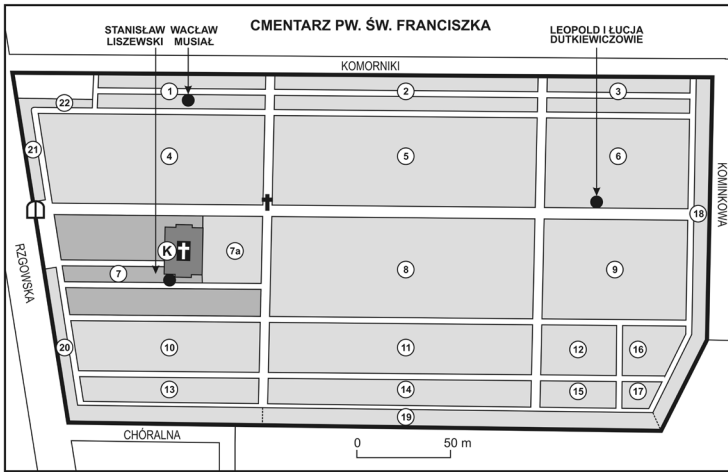 CMENTARZ PW. ŚW. FRANCISZKA
STANISŁAW
LISZEWSKI
WACŁAW
MUSIAŁ
LEOPOLD I ŁUCJA
DUTKIEWICZOWIE
KOMORNIKI
1
2
3
22
21
4
5
6
KOMINKOWA
18
RZGOWSKA
K
7a
7
8
9
20
10
11
12
16
13
14
15
17
19
CHÓRALNA
0 50 m